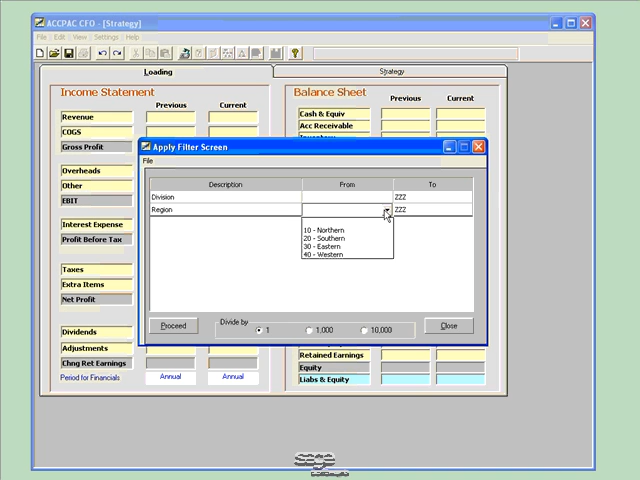 ACCPAC CFO - [Strategy]
File Edit View Settings Help
Loading
Strategy
Income Statement
Previous
Current
Revenue
COGS
Gross Profit
Overheads
Other
EBIT
Interest Expense
Profit Before Tax
Taxes
Extra Items
Net Profit
Dividends
Adjustments
Chng Ret Earnings
Period for Financials
Annual
Annual
Balance Sheet
Previous
Current
Cash & Equiv
Acc Receivable
Retained Earnings
Equity
Liabs & Equity
Apply Filter Screen
File
Description
From
To
Division
ZZZ
Region
ZZZ
10 - Northern
20 - Southern
30 - Eastern
40 - Western
Proceed
Divide by
1
1,000
10,000
Close